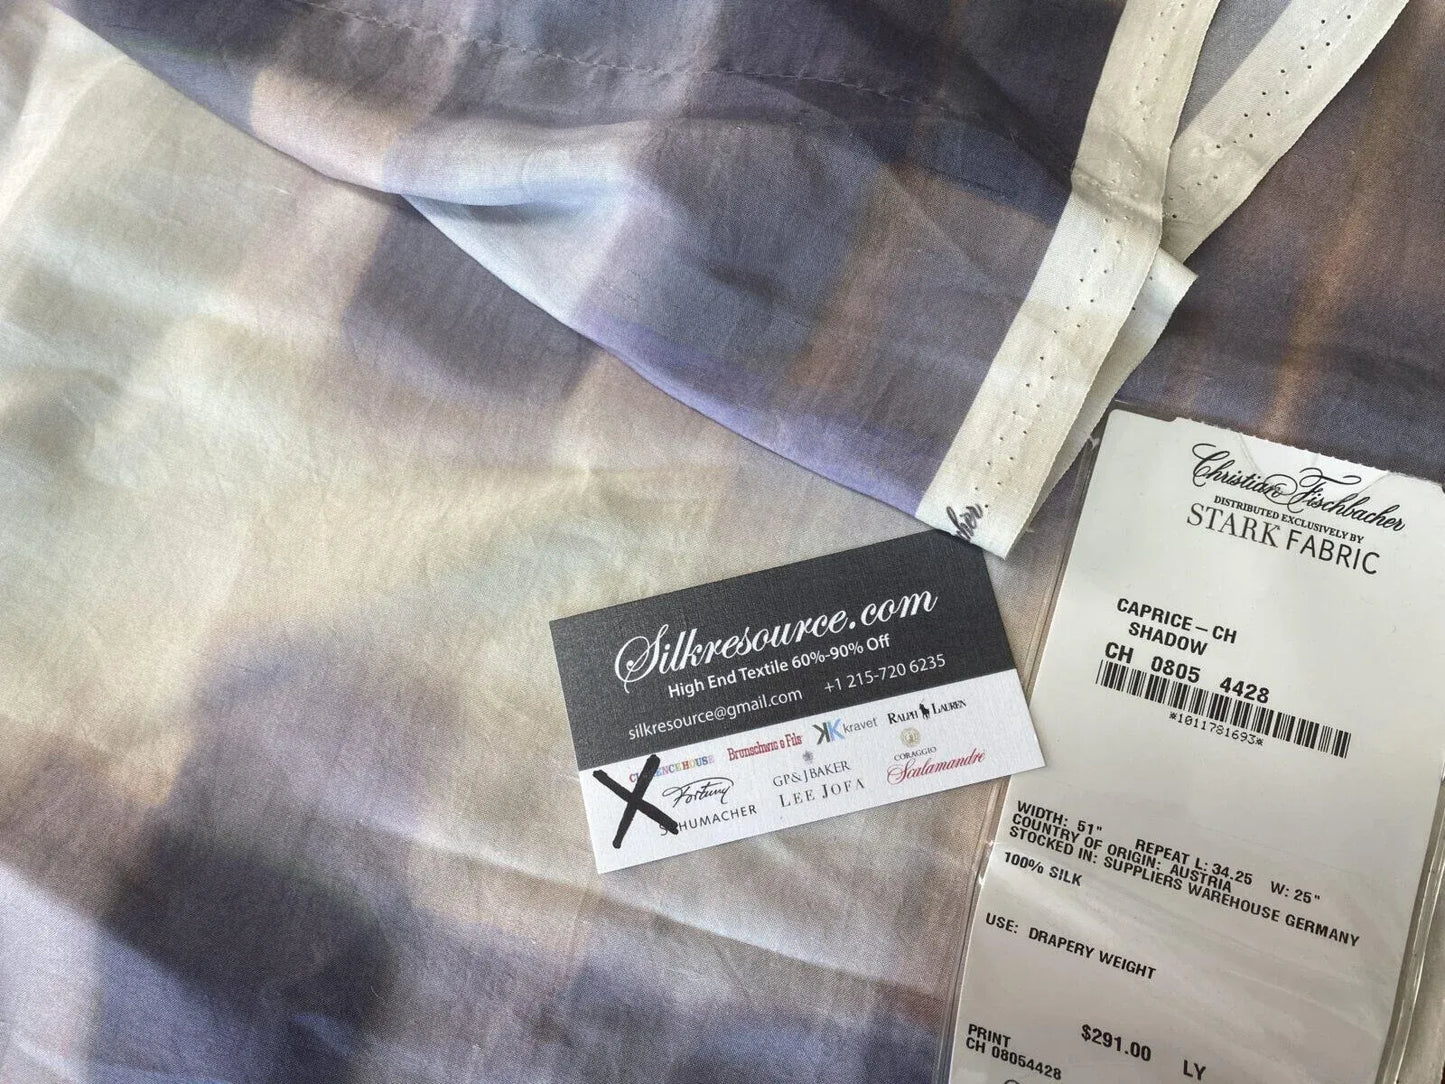 cher.
Silkresource.com
High End Textile 60%-90% Off
silkresource@gmail.com +1 215-720 6235
CLARENCE HOUSE Brunschwig & Fils kravet RALPH LAUREN
Fortuny GP & J BAKER CORAGGIO
SCHUMACHER LEE JOFA Scalamandré
Christian Fischbacher
DISTRIBUTED EXCLUSIVELY BY
STARK FABRIC
CAPRICE – CH
SHADOW
CH 0805 4428
*1011781693*
WIDTH: 51" REPEAT L: 34.25 W: 25"
COUNTRY OF ORIGIN: AUSTRIA
STOCKED IN: SUPPLIERS WAREHOUSE GERMANY
100% SILK
USE: DRAPERY WEIGHT
PRINT $291.00 LY
CH 08054428